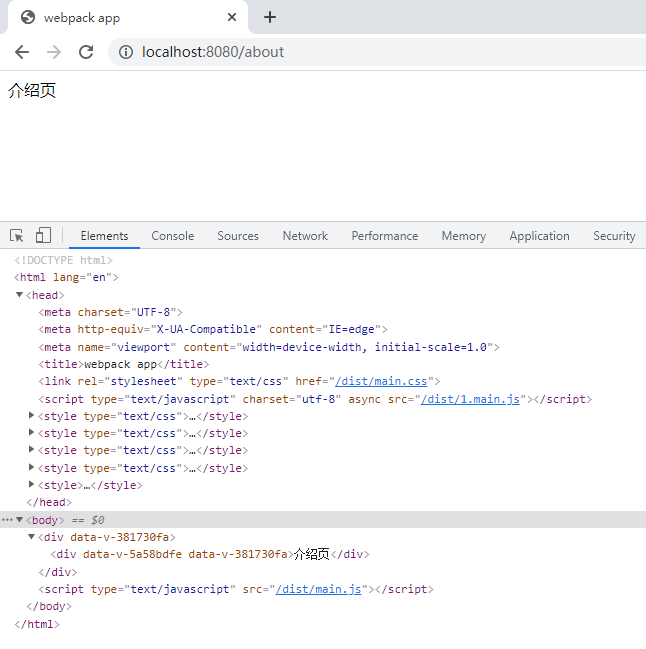 webpack app
localhost:8080/about
介绍页
Elements Console Sources Network Performance Memory Application Security
<!DOCTYPE html>
<html lang="en">
<head>
<meta charset="UTF-8">
<meta http-equiv="X-UA-Compatible" content="IE=edge">
<meta name="viewport" content="width=device-width, initial-scale=1.0">
<title>webpack app</title>
<link rel="stylesheet" type="text/css" href="/dist/main.css">
<script type="text/javascript" charset="utf-8" async src="/dist/1.main.js"></script>
<style type="text/css">…</style>
<style type="text/css">…</style>
<style type="text/css">…</style>
<style type="text/css">…</style>
<style>…</style>
</head>
<body> == $0
<div data-v-381730fa>
<div data-v-5a58bdfe data-v-381730fa>介绍页</div>
</div>
<script type="text/javascript" src="/dist/main.js"></script>
</body>
</html>